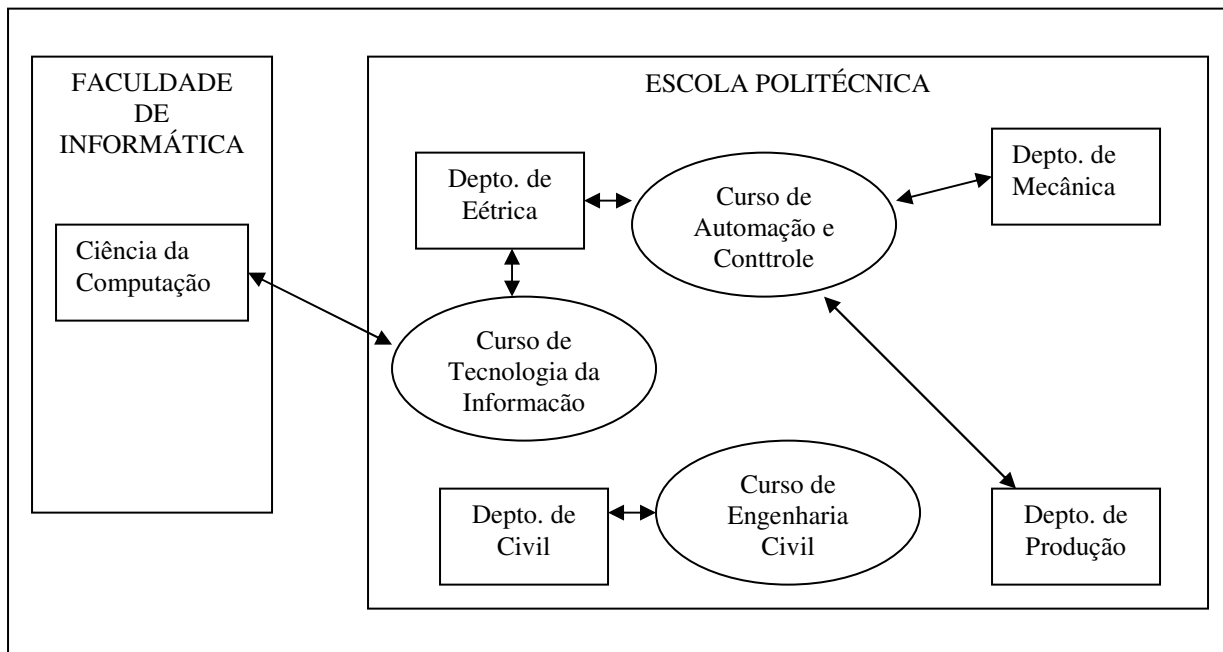 FACULDADE
DE
INFORMÁTICA
Ciência da
Computação
ESCOLA POLITÉCNICA
Depto. de
Eétrica
Curso de
Automação e
Conttrole
Depto. de
Mecânica
Curso de
Tecnologia da
Informacão
Depto. de
Civil
Curso de
Engenharia
Civil
Depto. de
Produção